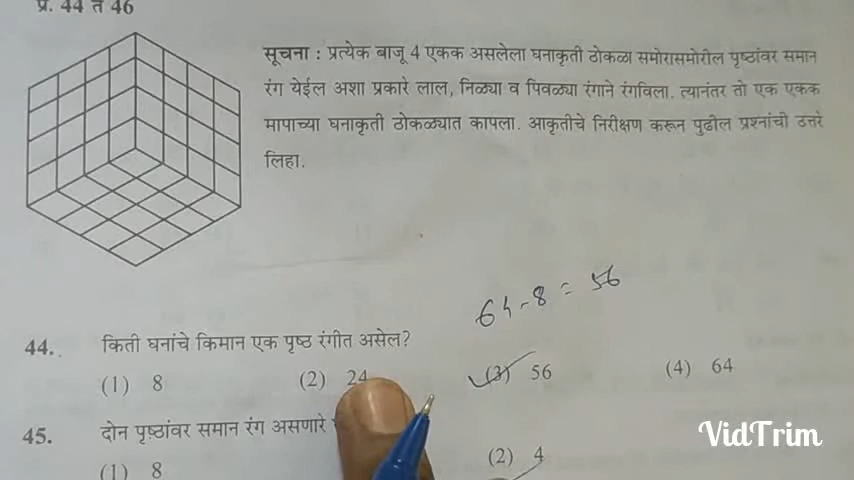 प्र. 44 ते 46
सूचना : प्रत्येक बाजू 4 एकक असलेला घनाकृती ठोकळा समोरासमोरील पृष्ठांवर समान
रंग येईल अशा प्रकारे लाल, निळ्या व पिवळ्या रंगाने रंगविला. त्यानंतर तो एक एकक
मापाच्या घनाकृती ठोकळ्यात कापला. आकृतीचे निरीक्षण करून पुढील प्रश्नांची उत्तरे
लिहा.
64 - 8 = 56
44. किती घनांचे किमान एक पृष्ठ रंगीत असेल?
(1) 8 (2) 24 (3) 56 (4) 64
45. दोन पृष्ठांवर समान रंग असणारे
(1) 8 (2) 4
VidTrim